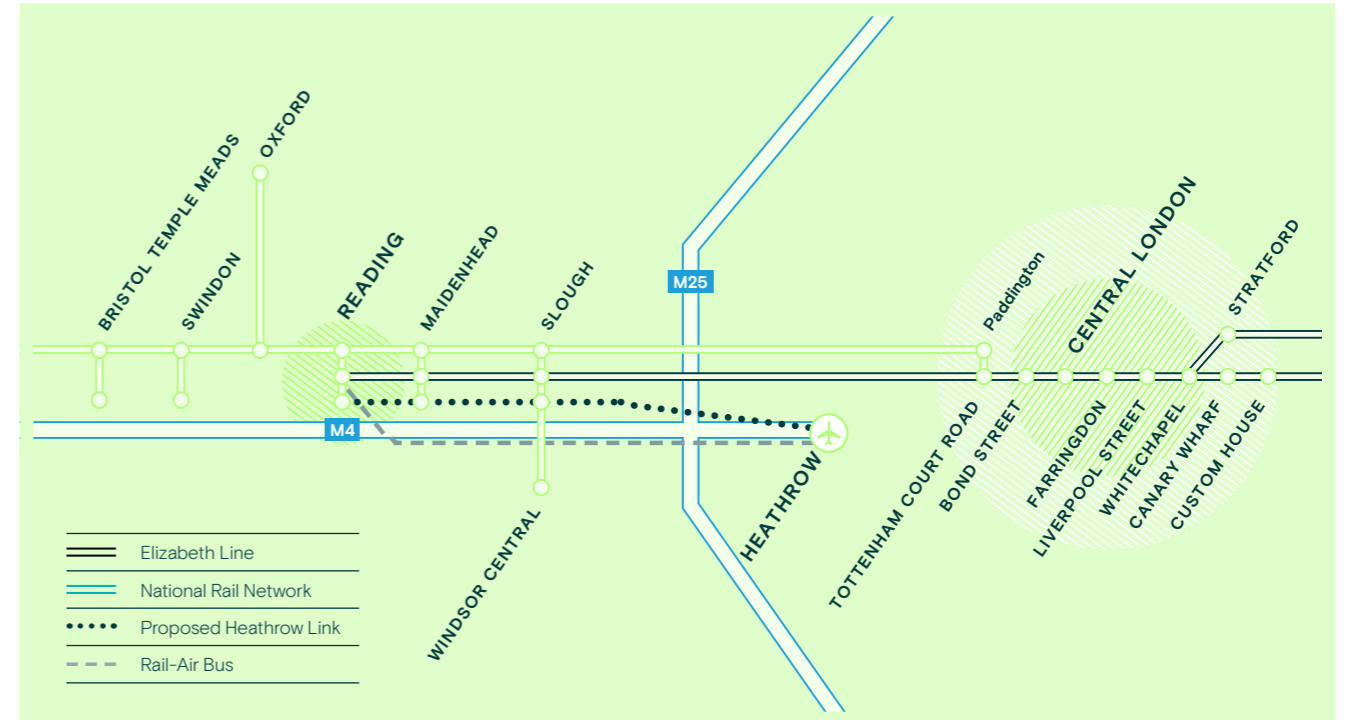 OXFORD
BRISTOL TEMPLE MEADS
SWINDON
READING
MAIDENHEAD
SLOUGH
M25
Paddington
CENTRAL LONDON
STRATFORD
M4
HEATHROW
WINDSOR CENTRAL
TOTTENHAM COURT ROAD
BOND STREET
FARRINGDON
LIVERPOOL STREET
WHITECHAPEL
CANARY WHARF
CUSTOM HOUSE
Elizabeth Line
National Rail Network
Proposed Heathrow Link
Rail-Air Bus